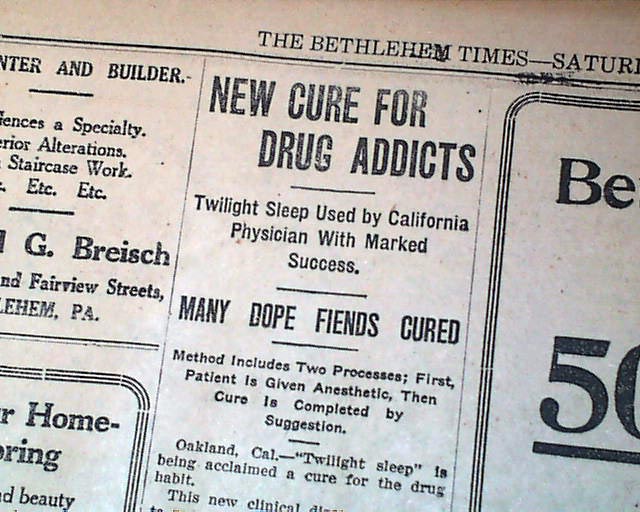 THE BETHLEHEM TIMES—SATUR
NTER AND BUILDER.
ences a Specialty.
erior Alterations.
Staircase Work.
Etc. Etc.
G. Breisch
nd Fairview Streets,
LEHEM, PA.
r Home-
oring
nd beauty
NEW CURE FOR
DRUG ADDICTS
Twilight Sleep Used by California
Physician With Marked
Success.
MANY DOPE FIENDS CURED
Method Includes Two Processes; First,
Patient Is Given Anesthetic, Then
Cure Is Completed by
Suggestion.
Oakland, Cal.—"Twilight sleep" is
being acclaimed a cure for the drug
habit.
This new clinical
Be
50